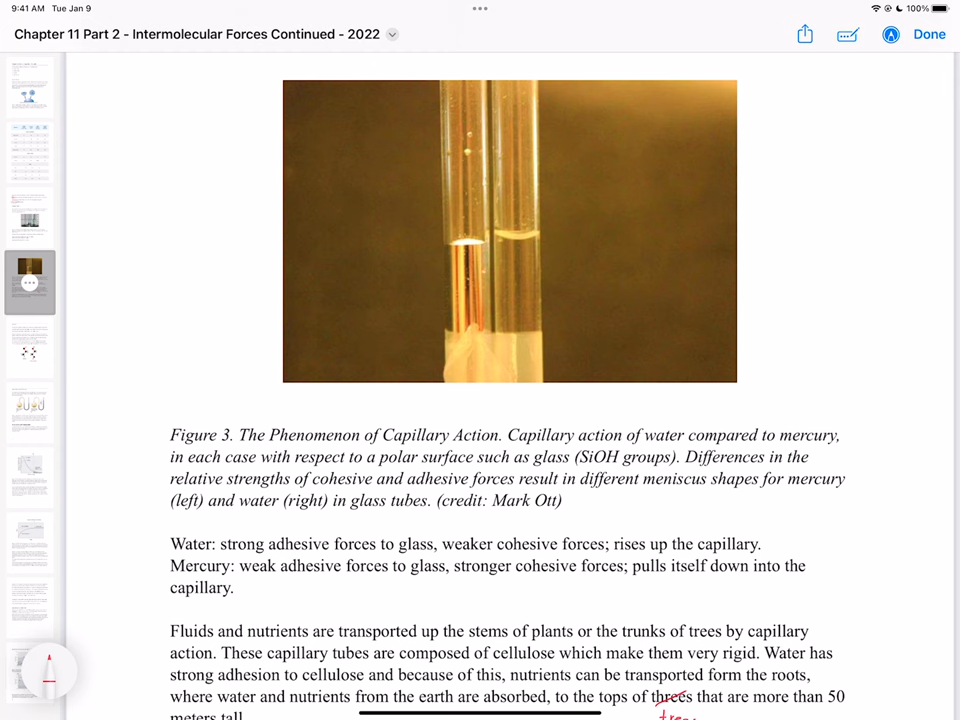 9:41 AM Tue Jan 9
100%
Chapter 11 Part 2 - Intermolecular Forces Continued - 2022
Done
Figure 3. The Phenomenon of Capillary Action. Capillary action of water compared to mercury,
in each case with respect to a polar surface such as glass (SiOH groups). Differences in the
relative strengths of cohesive and adhesive forces result in different meniscus shapes for mercury
(left) and water (right) in glass tubes. (credit: Mark Ott)
Water: strong adhesive forces to glass, weaker cohesive forces; rises up the capillary.
Mercury: weak adhesive forces to glass, stronger cohesive forces; pulls itself down into the
capillary.
Fluids and nutrients are transported up the stems of plants or the trunks of trees by capillary
action. These capillary tubes are composed of cellulose which make them very rigid. Water has
strong adhesion to cellulose and because of this, nutrients can be transported form the roots,
where water and nutrients from the earth are absorbed, to the tops of threes that are more than 50
meters tall